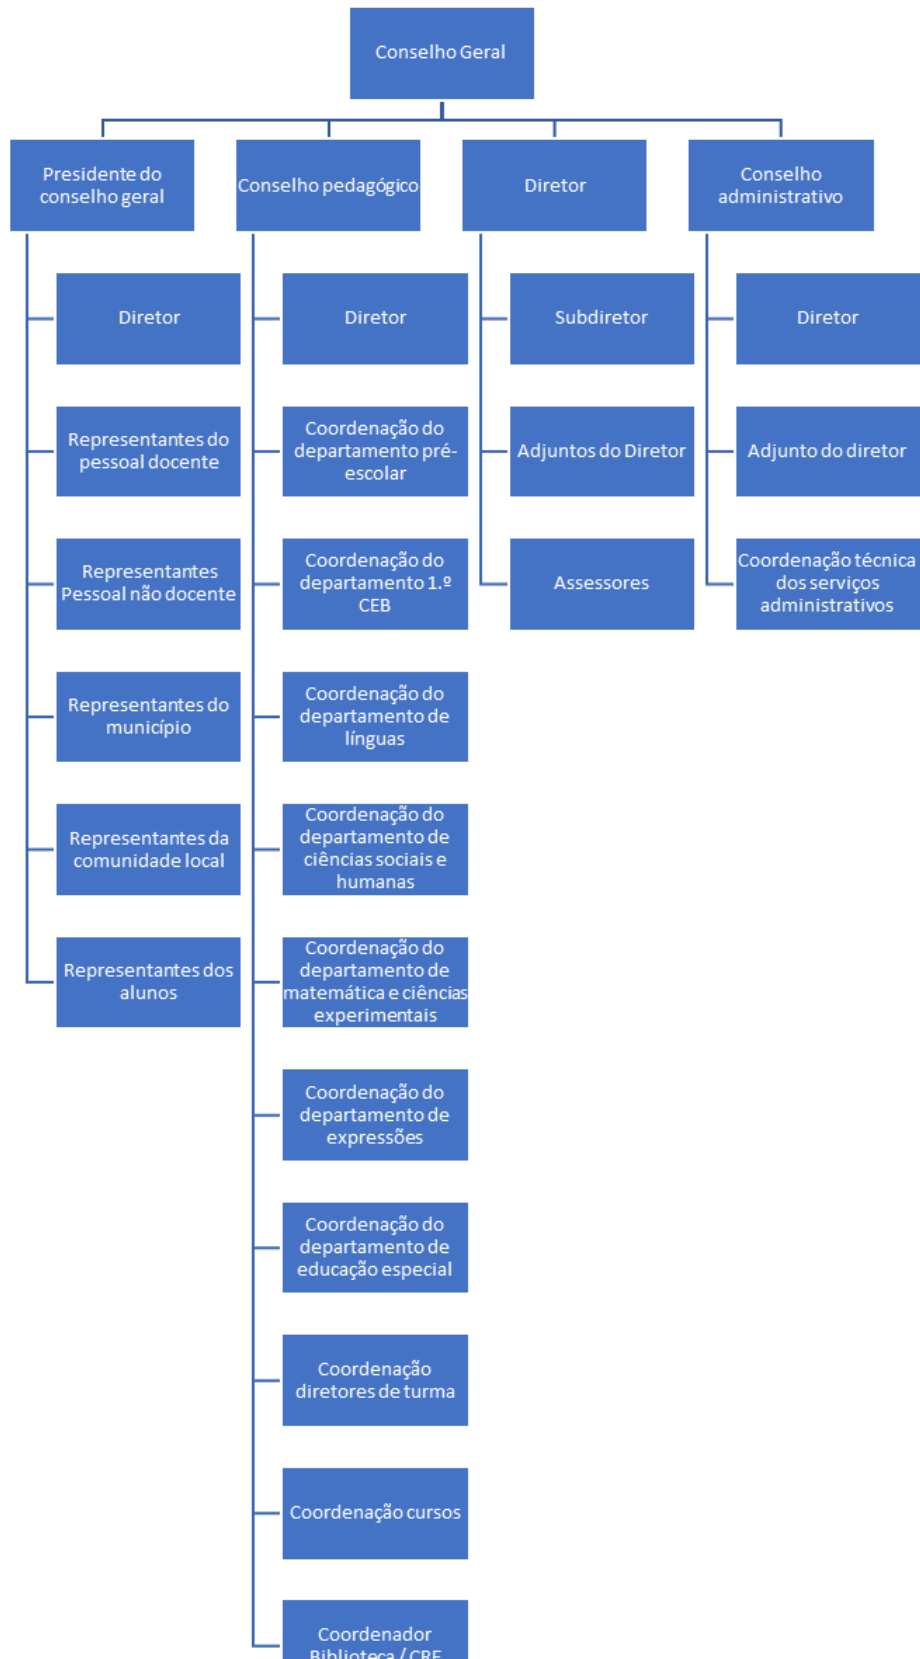 Conselho Geral
Presidente do
conselho geral
Conselho pedagógico
Diretor
Conselho
administrativo
Diretor
Representantes do
pessoal docente
Representantes
Pessoal não docente
Representantes do
município
Representantes da
comunidade local
Representantes dos
alunos
Diretor
Coordenação do
departamento pré-
escolar
Coordenação do
departamento 1.º
CEB
Coordenação do
departamento de
línguas
Coordenação do
departamento de
ciências sociais e
humanas
Coordenação do
departamento de
matemática e ciências
experimentais
Coordenação do
departamento de
expressões
Coordenação do
departamento de
educação especial
Coordenação
diretores de turma
Coordenação cursos
Coordenador
Biblioteca / CRE
Subdiretor
Adjuntos do Diretor
Assessores
Diretor
Adjunto do diretor
Coordenação técnica
dos serviços
administrativos